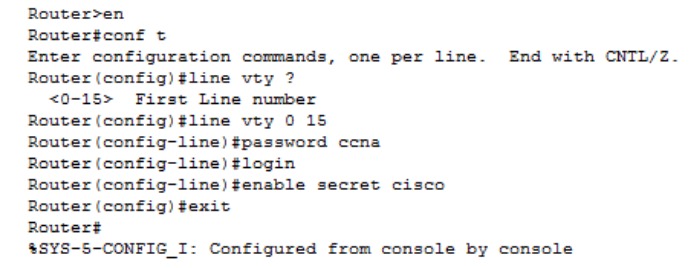 Router>en
Router#conf t
Enter configuration commands, one per line.  End with CNTL/Z.
Router(config)#line vty ?
  <0-15>  First Line number
Router(config)#line vty 0 15
Router(config-line)#password ccna
Router(config-line)#login
Router(config-line)#enable secret cisco
Router(config)#exit
Router#
%SYS-5-CONFIG_I: Configured from console by console